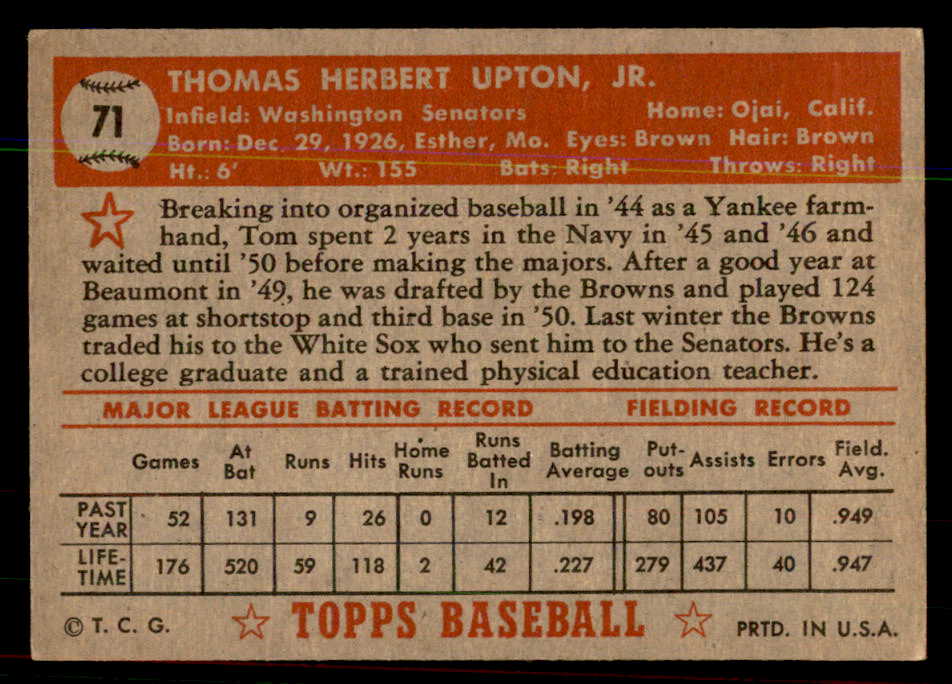 THOMAS HERBERT UPTON, JR.
71
Infield: Washington Senators Home: Ojai, Calif.
Born: Dec. 29, 1926, Esther, Mo. Eyes: Brown Hair: Brown
Ht.: 6' Wt.: 155 Bats: Right Throws: Right
Breaking into organized baseball in '44 as a Yankee farm-
hand, Tom spent 2 years in the Navy in '45 and '46 and
waited until '50 before making the majors. After a good year at
Beaumont in '49, he was drafted by the Browns and played 124
games at shortstop and third base in '50. Last winter the Browns
traded his to the White Sox who sent him to the Senators. He's a
college graduate and a trained physical education teacher.
MAJOR LEAGUE BATTING RECORD FIELDING RECORD
Games At Bat Runs Hits Home Runs Runs Batted In Batting Average Put-outs Assists Errors Field. Avg.
PAST YEAR 52 131 9 26 0 12 .198 80 105 10 .949
LIFE-TIME 176 520 59 118 2 42 .227 279 437 40 .947
© T. C. G. TOPPS BASEBALL PRTD. IN U.S.A.